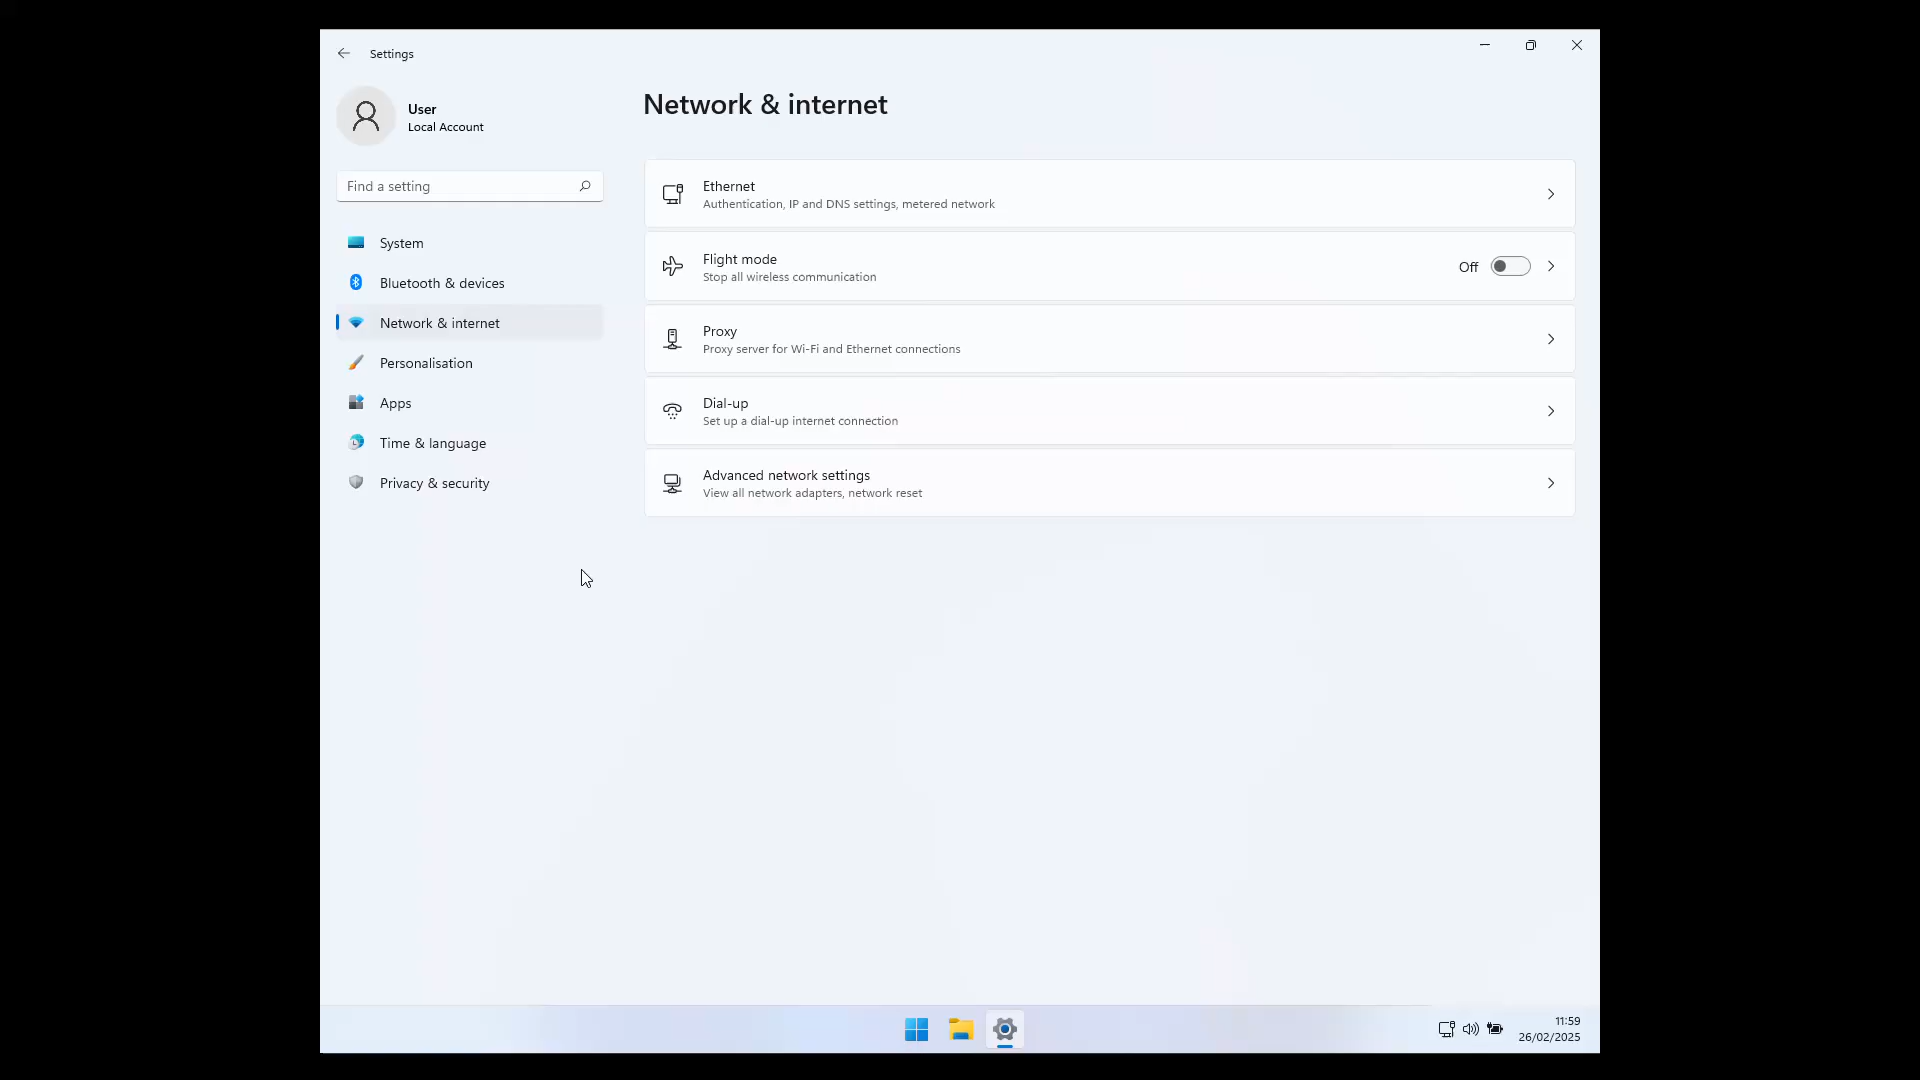 Settings
User
Local Account
Find a setting
System
Bluetooth & devices
Network & internet
Personalisation
Apps
Time & language
Privacy & security
Network & internet
Ethernet
Authentication, IP and DNS settings, metered network
Flight mode
Stop all wireless communication
Off
Proxy
Proxy server for Wi-Fi and Ethernet connections
Dial-up
Set up a dial-up internet connection
Advanced network settings
View all network adapters, network reset
11:59
26/02/2025